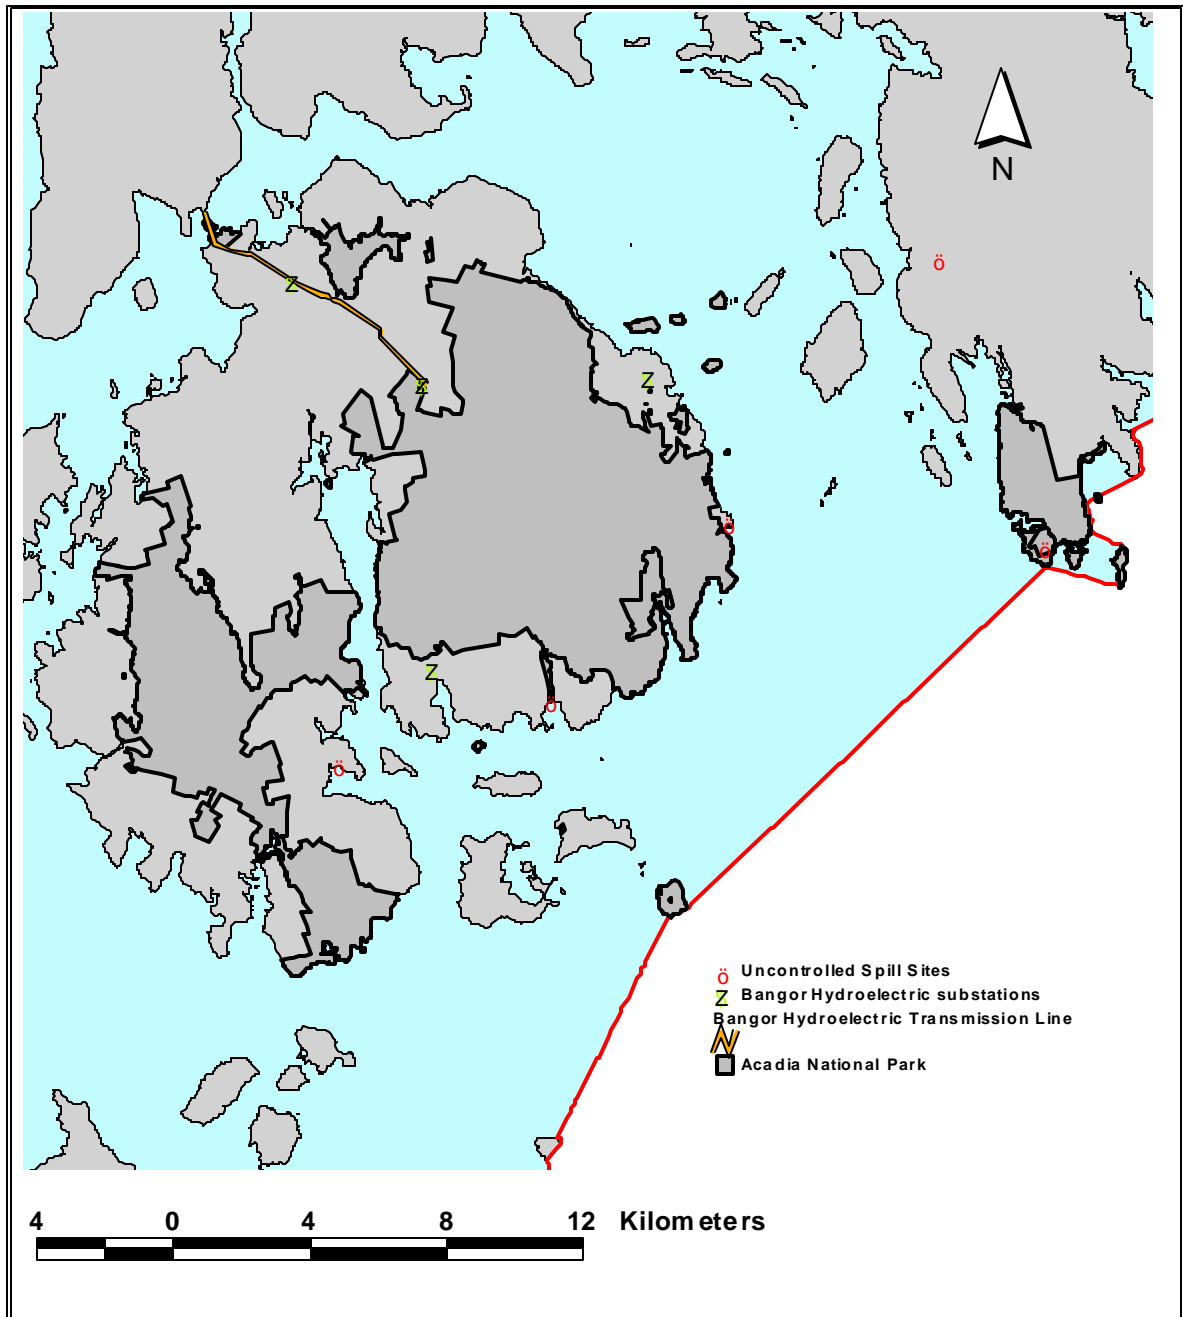 N
ö
Z
Z
Z
ö
ö
Z
ö
ö
ö Uncontrolled Spill Sites
Z Bangor Hydroelectric substations
Bangor Hydroelectric Transmission Line
Acadia National Park
4 0 4 8 12 Kilometers